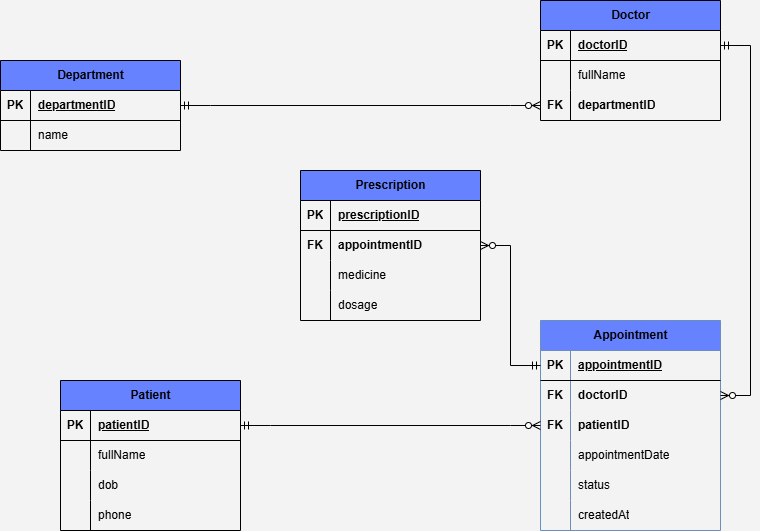 Doctor
PK doctorID
fullName
FK departmentID
Department
PK departmentID
name
Prescription
PK prescriptionID
FK appointmentID
medicine
dosage
Appointment
PK appointmentID
FK doctorID
FK patientID
appointmentDate
status
createdAt
Patient
PK patientID
fullName
dob
phone